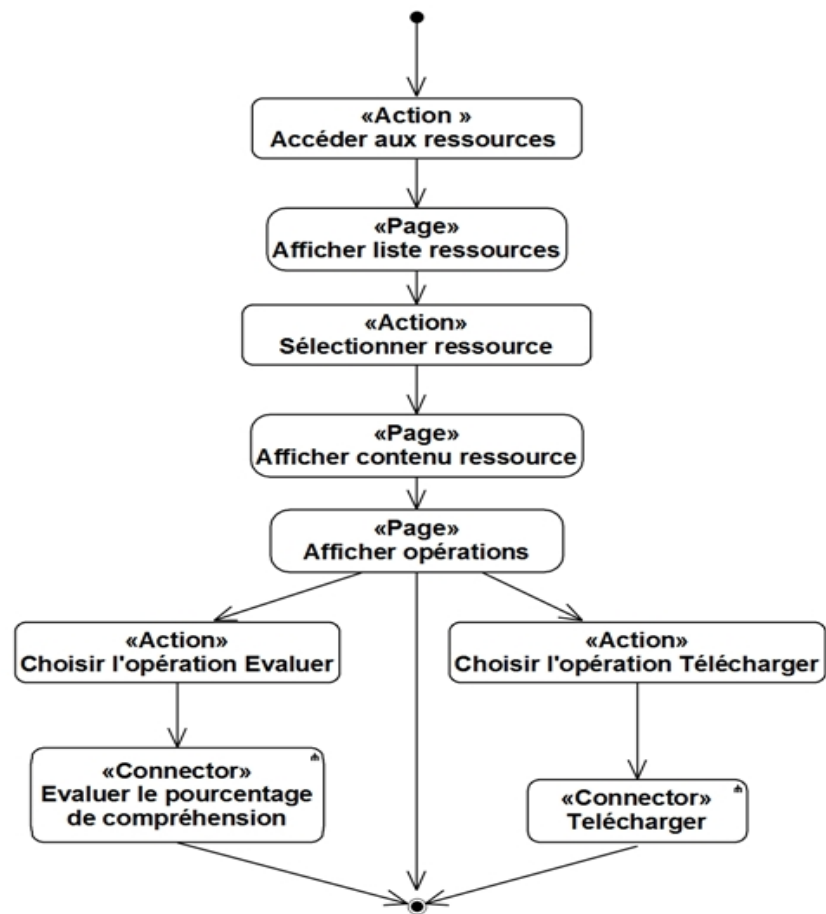 «Action »
Accéder aux ressources
«Page»
Afficher liste ressources
«Action»
Sélectionner ressource
«Page»
Afficher contenu ressource
«Page»
Afficher opérations
«Action»
Choisir l'opération Evaluer
«Action»
Choisir l'opération Télécharger
«Connector»
Evaluer le pourcentage
de compréhension
«Connector»
Telécharger